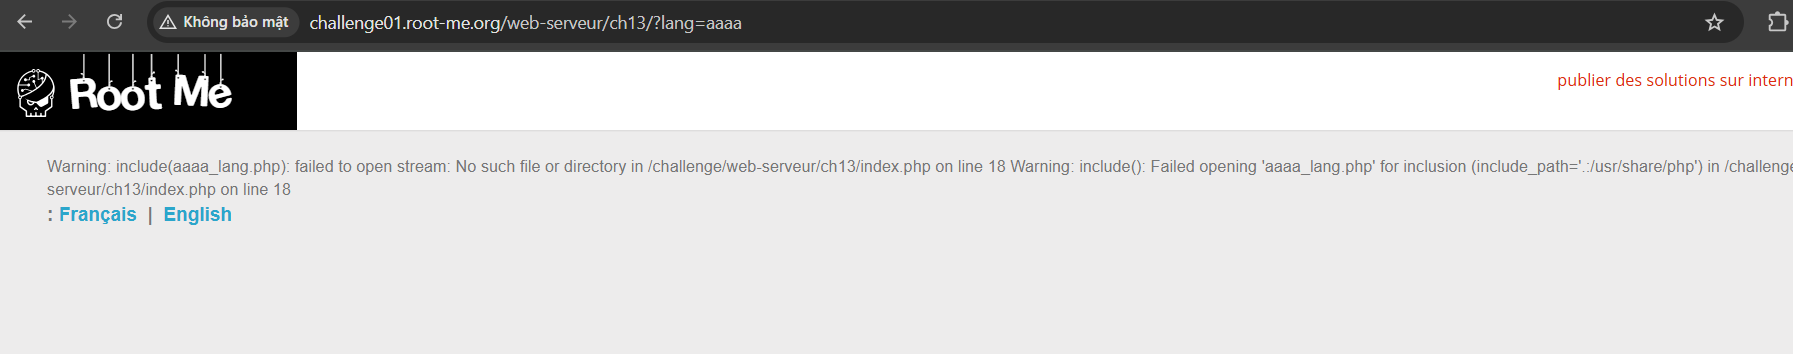 Không bảo mật challenge01.root-me.org/web-serveur/ch13/?lang=aaaa
Root Me
publier des solutions sur intern
Warning: include(aaaa_lang.php): failed to open stream: No such file or directory in /challenge/web-serveur/ch13/index.php on line 18 Warning: include(): Failed opening 'aaaa_lang.php' for inclusion (include_path='.:/usr/share/php') in /challenge
serveur/ch13/index.php on line 18
: Français | English